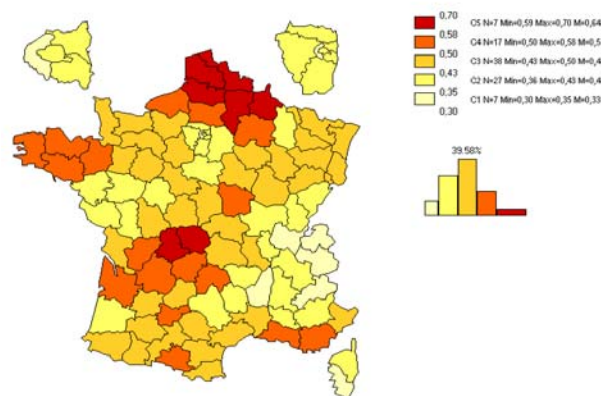 0,70
C5 N=7 Min=0,59 Max=0,70 M=0,64
0,58
C4 N=17 Min=0,50 Max=0,58 M=0,5
0,50
C3 N=38 Min=0,43 Max=0,50 M=0,4
0,43
C2 N=27 Min=0,36 Max=0,43 M=0,4
0,35
C1 N=7 Min=0,30 Max=0,35 M=0,33
0,30
39.58%